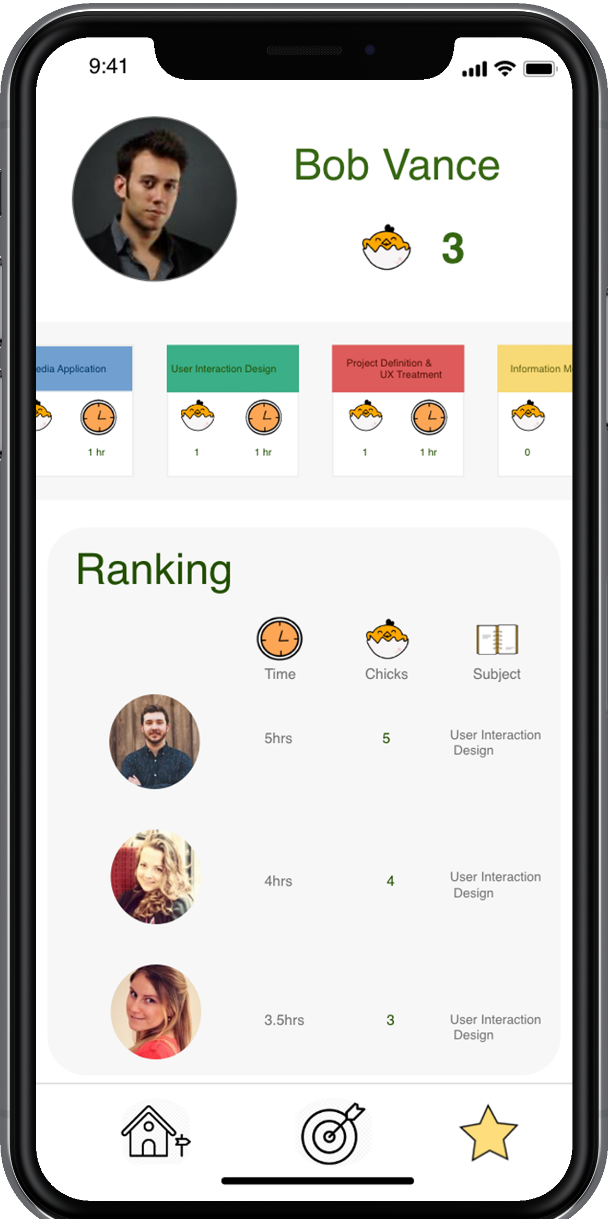 9:41
Bob Vance
3
edia Application
User Interaction Design
Project Definition &
UX Treatment
Information M
1 hr
1
1 hr
1
1 hr
0
Ranking
Time
Chicks
Subject
5hrs
5
User Interaction
Design
4hrs
4
User Interaction
Design
3.5hrs
3
User Interaction
Design